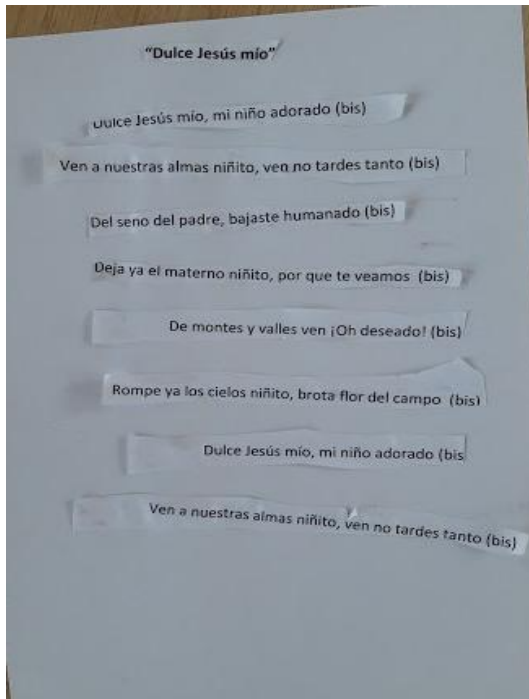 “Dulce Jesús mío”
Dulce Jesús mío, mi niño adorado (bis)
Ven a nuestras almas niñito, ven no tardes tanto (bis)
Del seno del padre, bajaste humanado (bis)
Deja ya el materno niñito, por que te veamos (bis)
De montes y valles ven ¡Oh deseado! (bis)
Rompe ya los cielos niñito, brota flor del campo (bis)
Dulce Jesús mío, mi niño adorado (bis
Ven a nuestras almas niñito, ven no tardes tanto (bis)